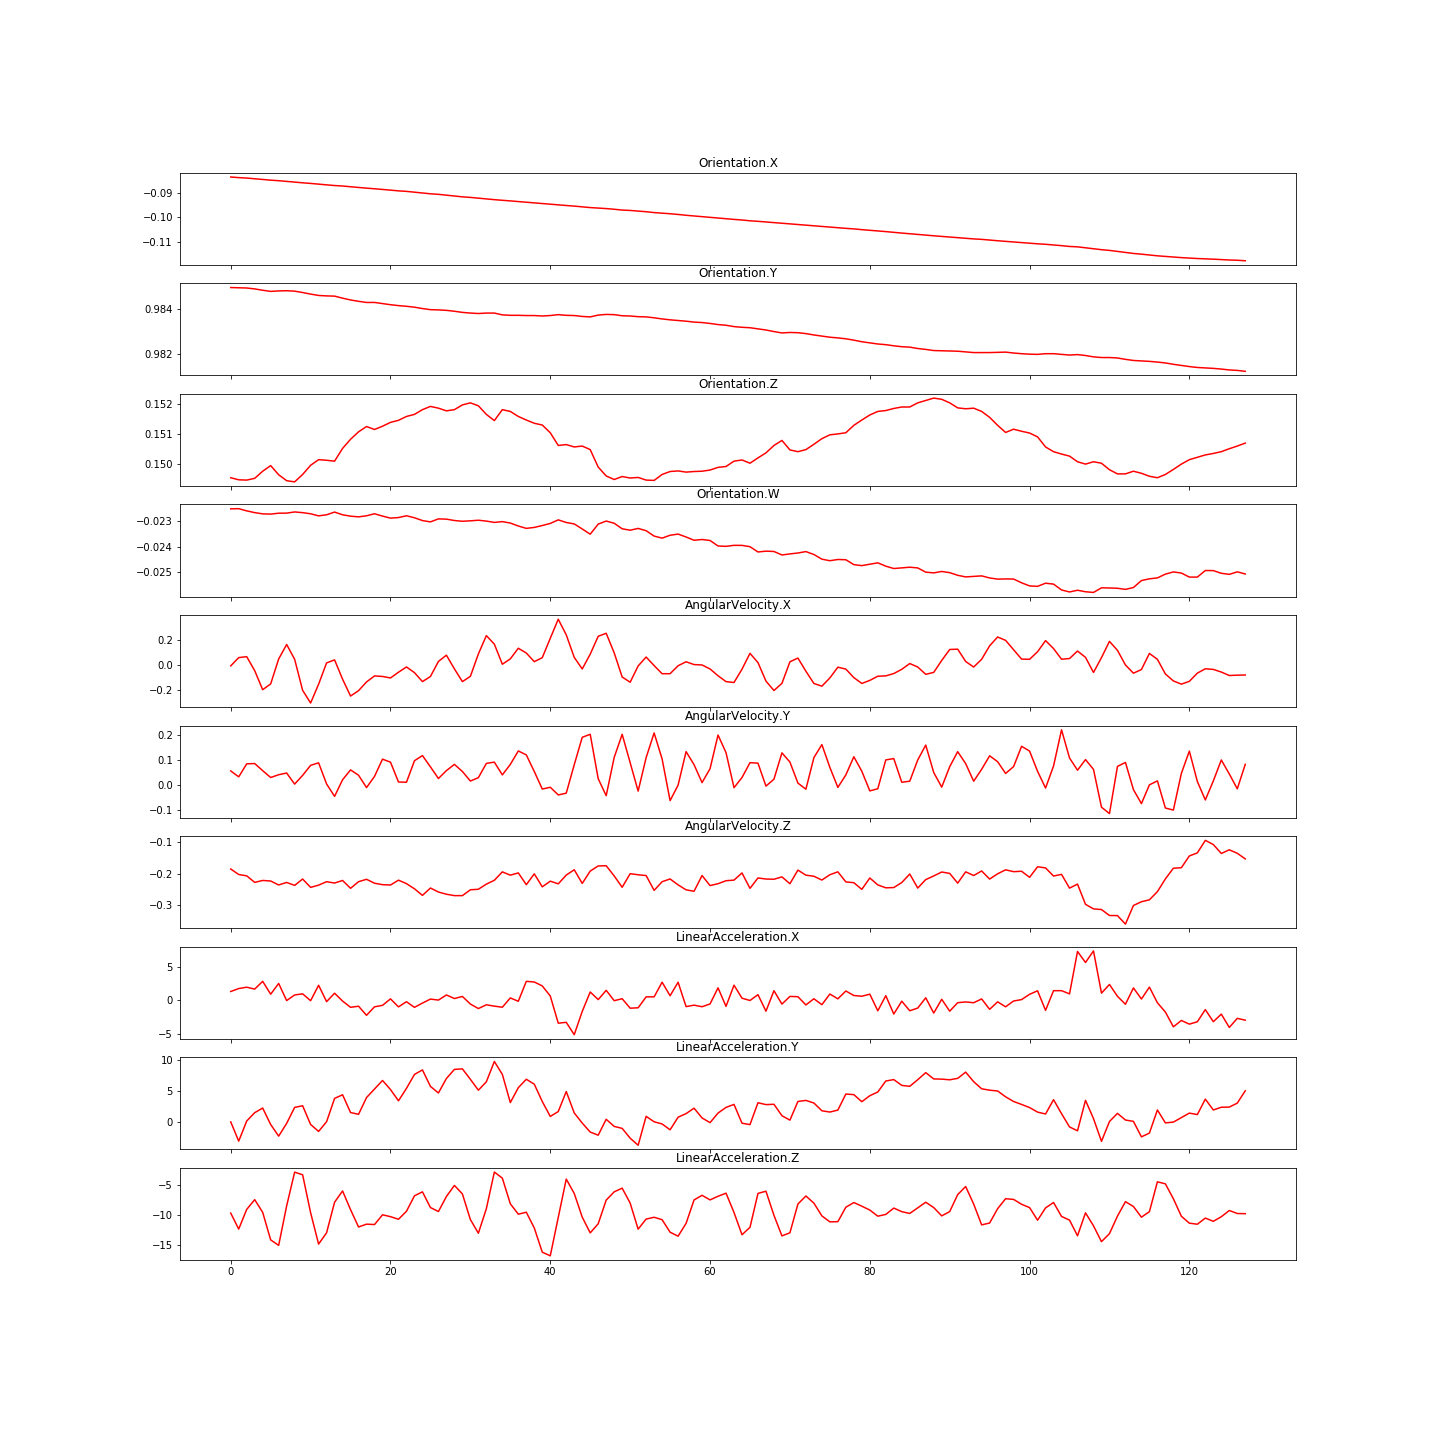 Orientation.X
−0.09
−0.10
−0.11
Orientation.Y
0.984
0.982
Orientation.Z
0.152
0.151
0.150
Orientation.W
−0.023
−0.024
−0.025
AngularVelocity.X
0.2
0.0
−0.2
AngularVelocity.Y
0.2
0.1
0.0
−0.1
AngularVelocity.Z
−0.1
−0.2
−0.3
LinearAcceleration.X
5
0
−5
LinearAcceleration.Y
10
5
0
LinearAcceleration.Z
−5
−10
−15
0 20 40 60 80 100 120